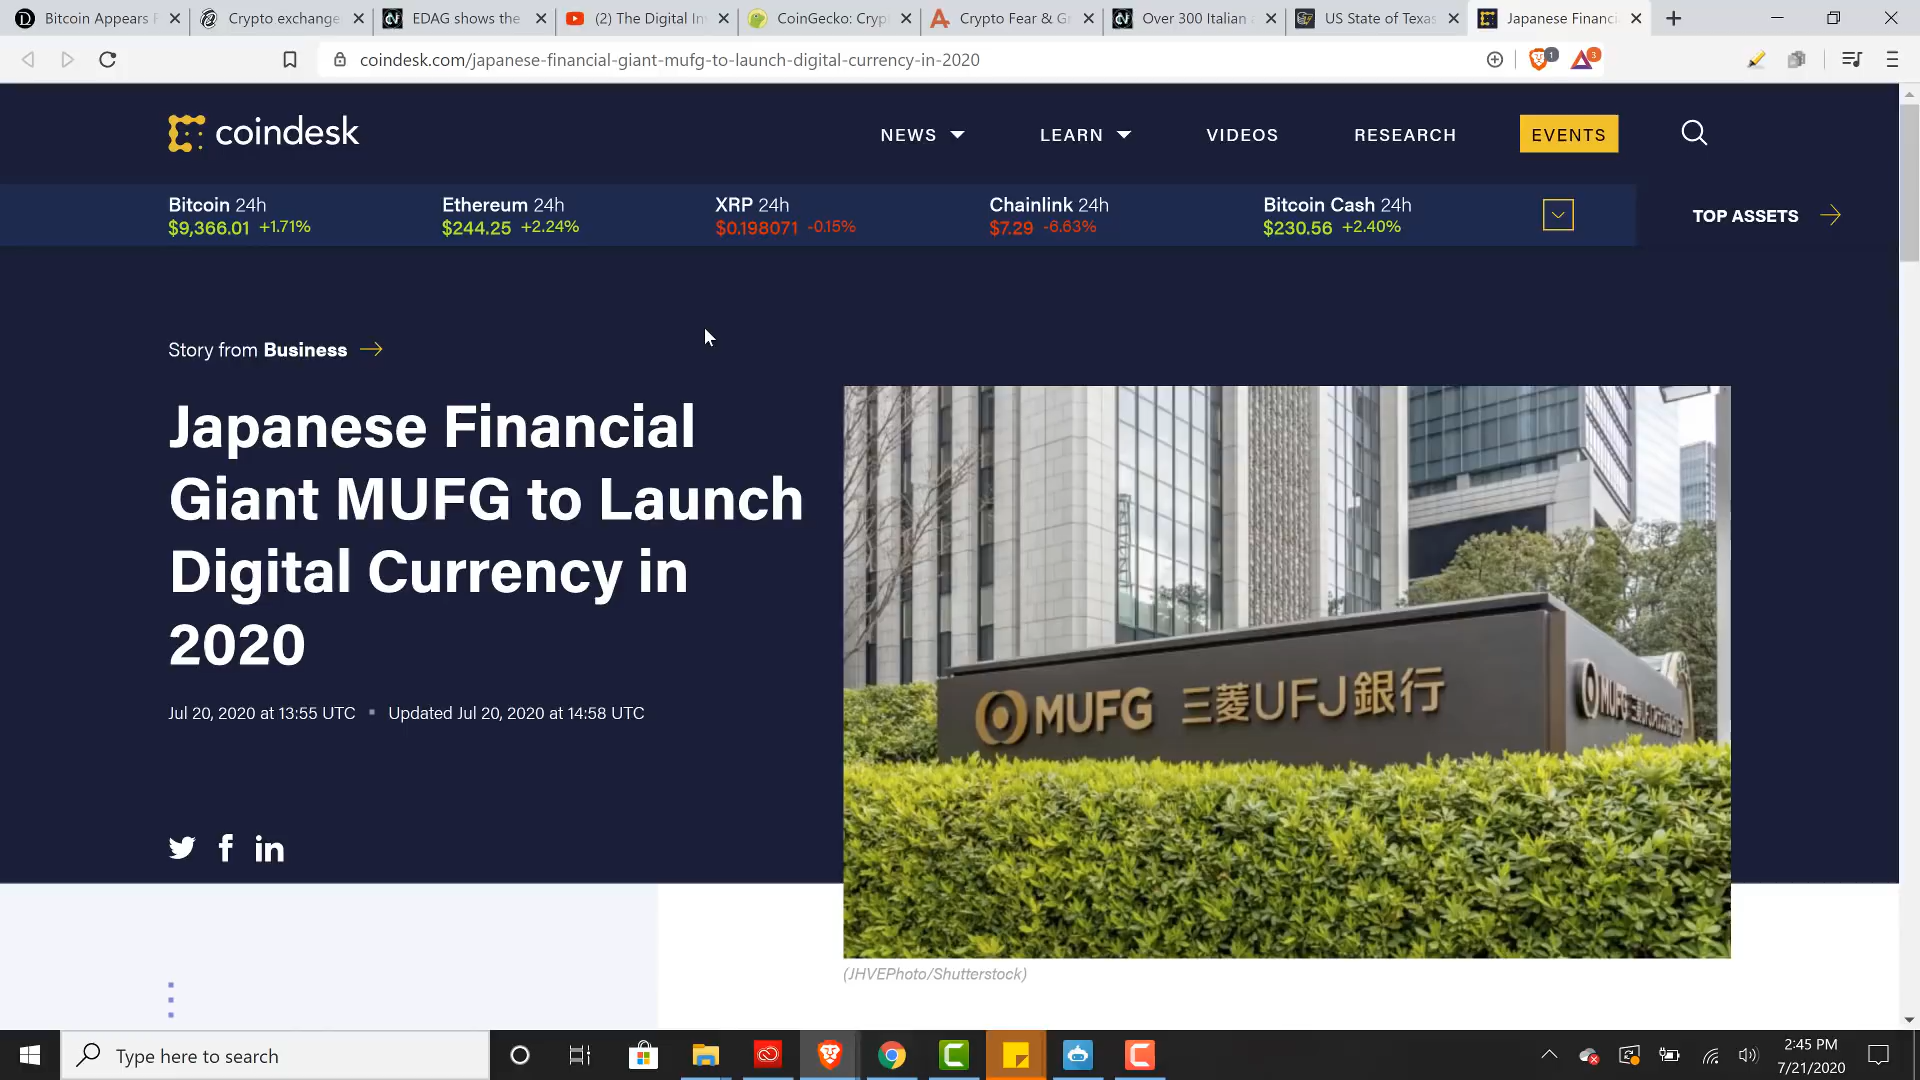 Bitcoin Appears
Crypto exchange
EDAG shows the
(2) The Digital In
CoinGecko: Cryp
Crypto Fear & G
Over 300 Italian
US State of Texas
Japanese Financi
coindesk.com/japanese-financial-giant-mufg-to-launch-digital-currency-in-2020
1
3
coindesk
NEWS
LEARN
VIDEOS
RESEARCH
EVENTS
Bitcoin 24h
$9,366.01 +1.71%
Ethereum 24h
$244.25 +2.24%
XRP 24h
$0.198071 -0.15%
Chainlink 24h
$7.29 -6.63%
Bitcoin Cash 24h
$230.56 +2.40%
TOP ASSETS
Story from Business
Japanese Financial
Giant MUFG to Launch
Digital Currency in
2020
Jul 20, 2020 at 13:55 UTC ▪ Updated Jul 20, 2020 at 14:58 UTC
MUFG 三菱UFJ銀行
MUFG
(JHVEPhoto/Shutterstock)
Type here to search
2:45 PM
7/21/2020